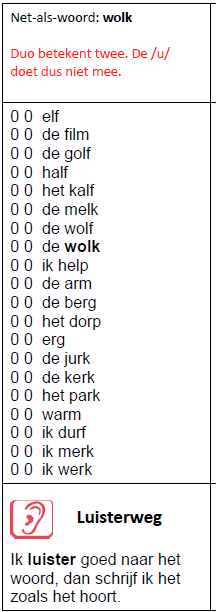 Net-als-woord: wolk
Duo betekent twee. De /u/
doet dus niet mee.
0 0 elf
0 0 de film
0 0 de golf
0 0 half
0 0 het kalf
0 0 de melk
0 0 de wolf
0 0 de wolk
0 0 ik help
0 0 de arm
0 0 de berg
0 0 het dorp
0 0 erg
0 0 de jurk
0 0 de kerk
0 0 het park
0 0 warm
0 0 ik durf
0 0 ik merk
0 0 ik werk
Luisterweg
Ik luister goed naar het
woord, dan schrijf ik het
zoals het hoort.